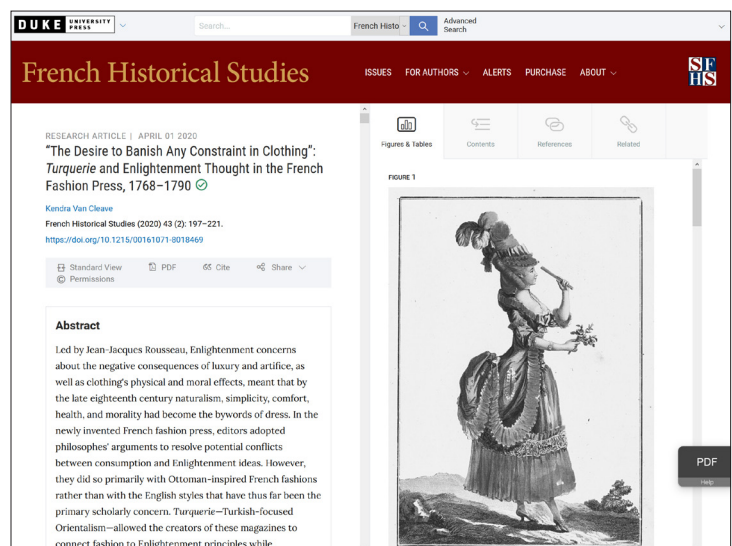 DUKE UNIVERSITY PRESS
Search...
French Histo
Advanced
Search
French Historical Studies
ISSUES FOR AUTHORS ALERTS PURCHASE ABOUT
SF
HS
RESEARCH ARTICLE | APRIL 01 2020
“The Desire to Banish Any Constraint in Clothing”:
Turquerie and Enlightenment Thought in the French
Fashion Press, 1768–1790
Kendra Van Cleave
French Historical Studies (2020) 43 (2): 197–221.
https://doi.org/10.1215/00161071-8018469
Standard View PDF Cite Share
Permissions
Abstract
Led by Jean-Jacques Rousseau, Enlightenment concerns
about the negative consequences of luxury and artifice, as
well as clothing's physical and moral effects, meant that by
the late eighteenth century naturalism, simplicity, comfort,
health, and morality had become the bywords of dress. In the
newly invented French fashion press, editors adopted
philosophes' arguments to resolve potential conflicts
between consumption and Enlightenment ideas. However,
they did so primarily with Ottoman-inspired French fashions
rather than with the English styles that have thus far been the
primary scholarly concern. Turquerie—Turkish-focused
Orientalism—allowed the creators of these magazines to
connect fashion to Enlightenment principles while
Figures & Tables
Contents
References
Related
FIGURE 1
PDF
Help